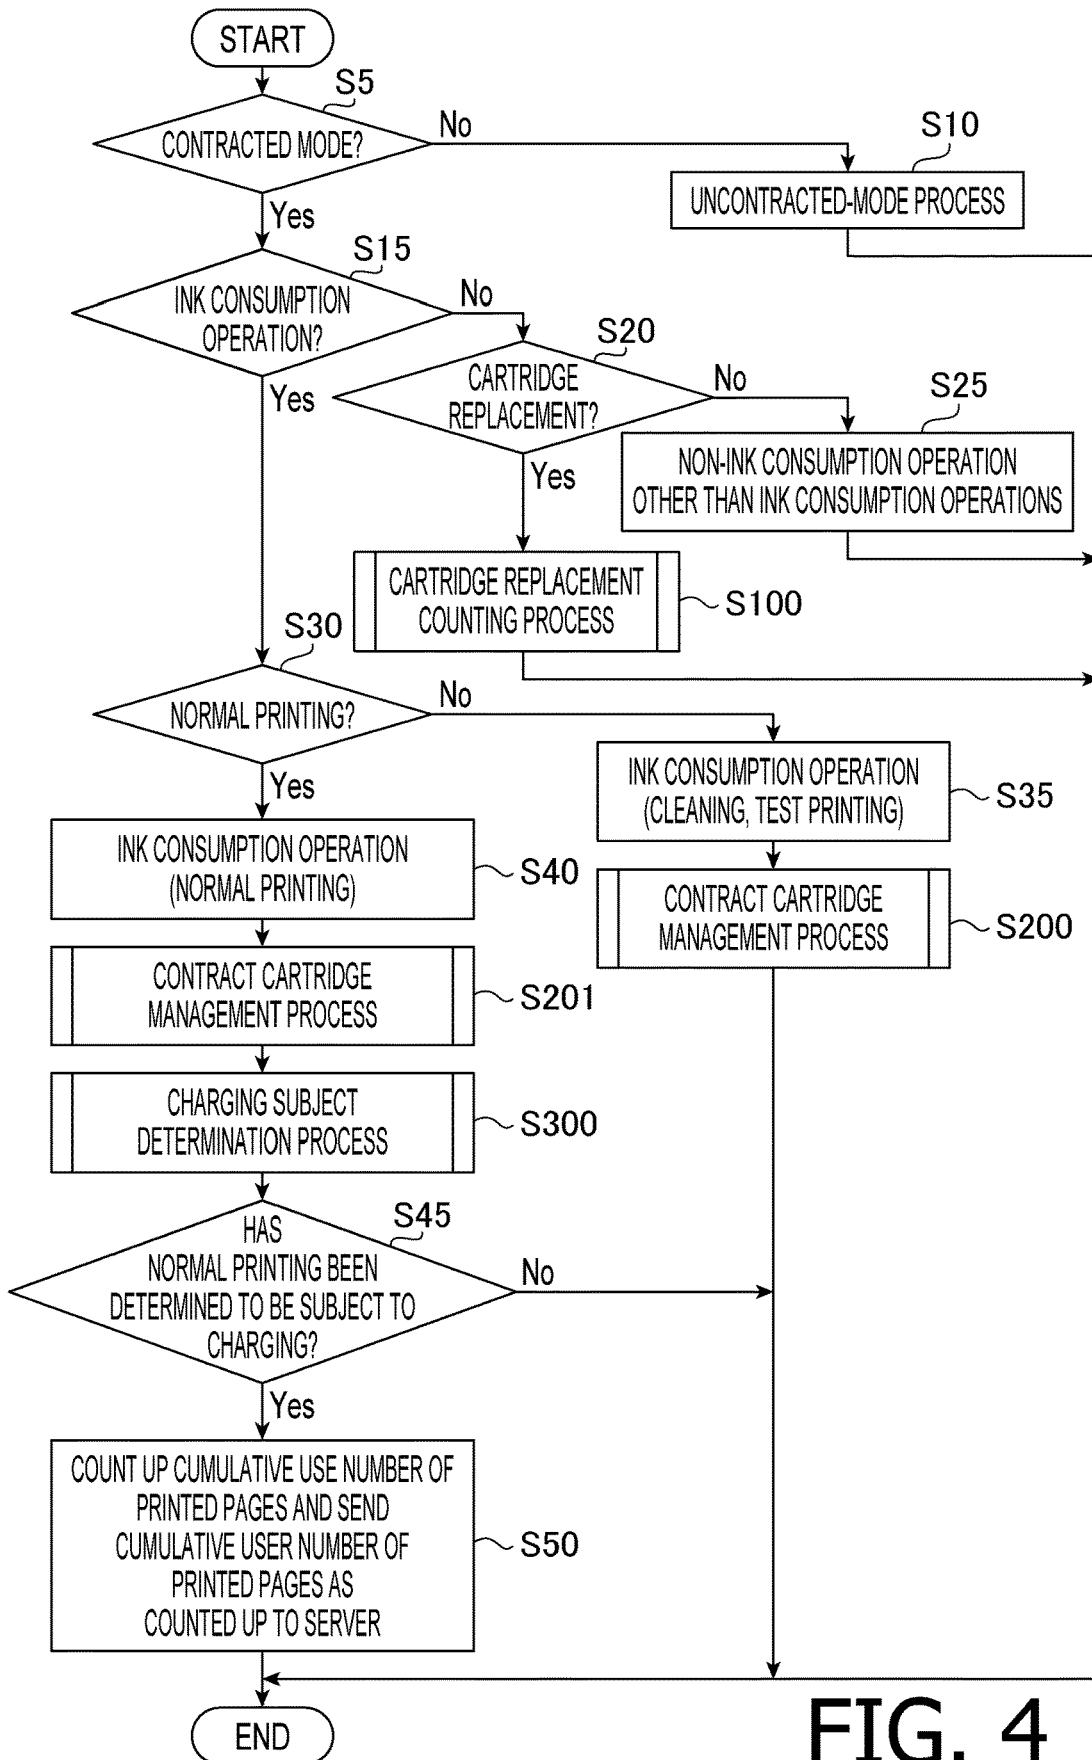 START
S5
CONTRACTED MODE?
No
S10
UNCONTRACTED-MODE PROCESS
Yes
S15
INK CONSUMPTION
OPERATION?
No
S20
CARTRIDGE
REPLACEMENT?
No
S25
NON-INK CONSUMPTION OPERATION
OTHER THAN INK CONSUMPTION OPERATIONS
Yes
Yes
CARTRIDGE REPLACEMENT
COUNTING PROCESS
S100
S30
NORMAL PRINTING?
No
INK CONSUMPTION OPERATION
(CLEANING, TEST PRINTING)
S35
Yes
INK CONSUMPTION OPERATION
(NORMAL PRINTING)
S40
CONTRACT CARTRIDGE
MANAGEMENT PROCESS
S200
CONTRACT CARTRIDGE
MANAGEMENT PROCESS
S201
CHARGING SUBJECT
DETERMINATION PROCESS
S300
S45
HAS
NORMAL PRINTING BEEN
DETERMINED TO BE SUBJECT TO
CHARGING?
No
Yes
COUNT UP CUMULATIVE USE NUMBER OF
PRINTED PAGES AND SEND
CUMULATIVE USER NUMBER OF
PRINTED PAGES AS
COUNTED UP TO SERVER
S50
END
FIG. 4